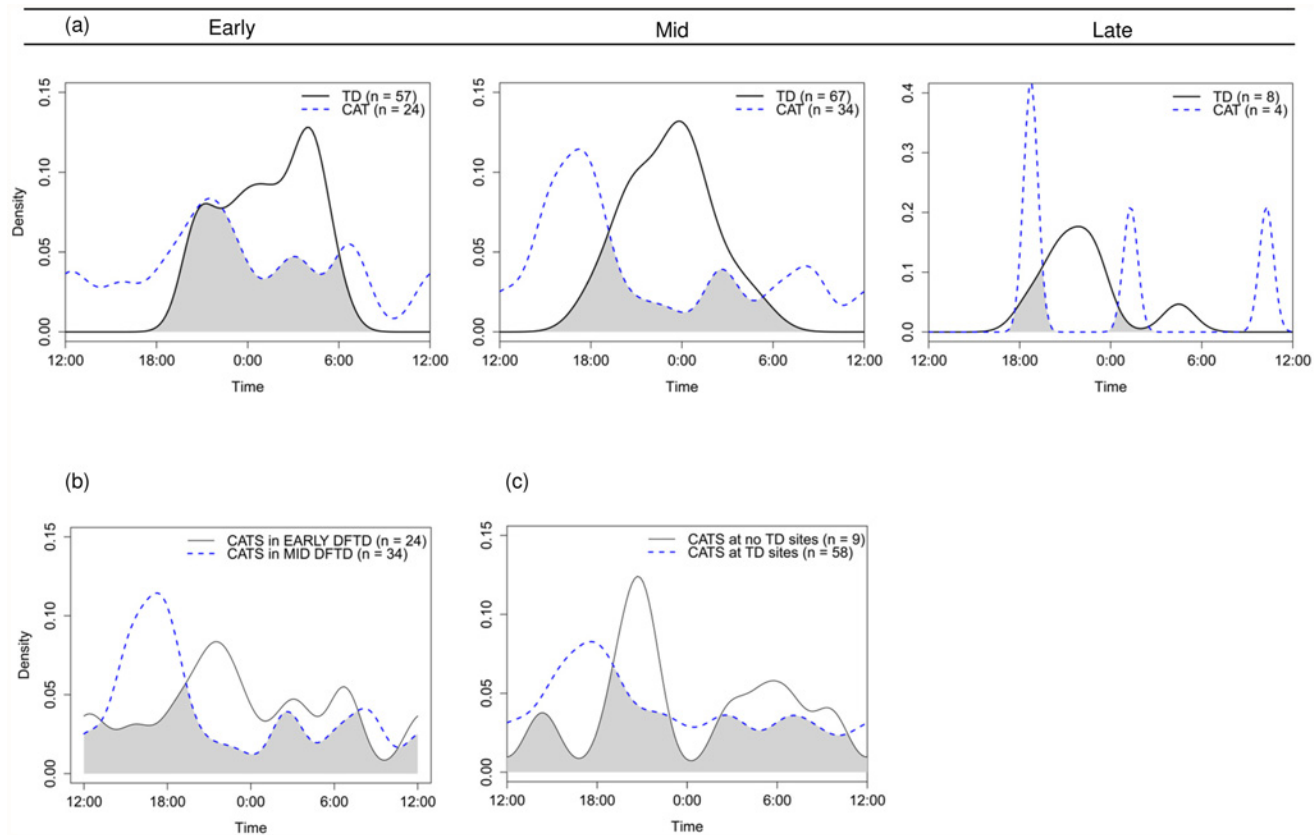 (a) Early Mid Late
TD (n = 57)
CAT (n = 24)
0.15
0.10
0.05
0.00
Density
12:00 18:00 0:00 6:00 12:00
Time
TD (n = 67)
CAT (n = 34)
0.15
0.10
0.05
0.00
12:00 18:00 0:00 6:00 12:00
Time
TD (n = 8)
CAT (n = 4)
0.4
0.3
0.2
0.1
0.0
12:00 18:00 0:00 6:00 12:00
Time
(b)
CATS in EARLY DFTD (n = 24)
CATS in MID DFTD (n = 34)
0.15
0.10
0.05
0.00
Density
12:00 18:00 0:00 6:00 12:00
Time
(c)
CATS at no TD sites (n = 9)
CATS at TD sites (n = 58)
0.15
0.10
0.05
0.00
12:00 18:00 0:00 6:00 12:00
Time